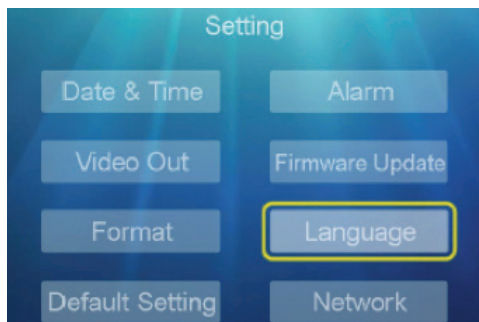 Setting
Date & Time
Alarm
Video Out
Firmware Update
Format
Language
Default Setting
Network